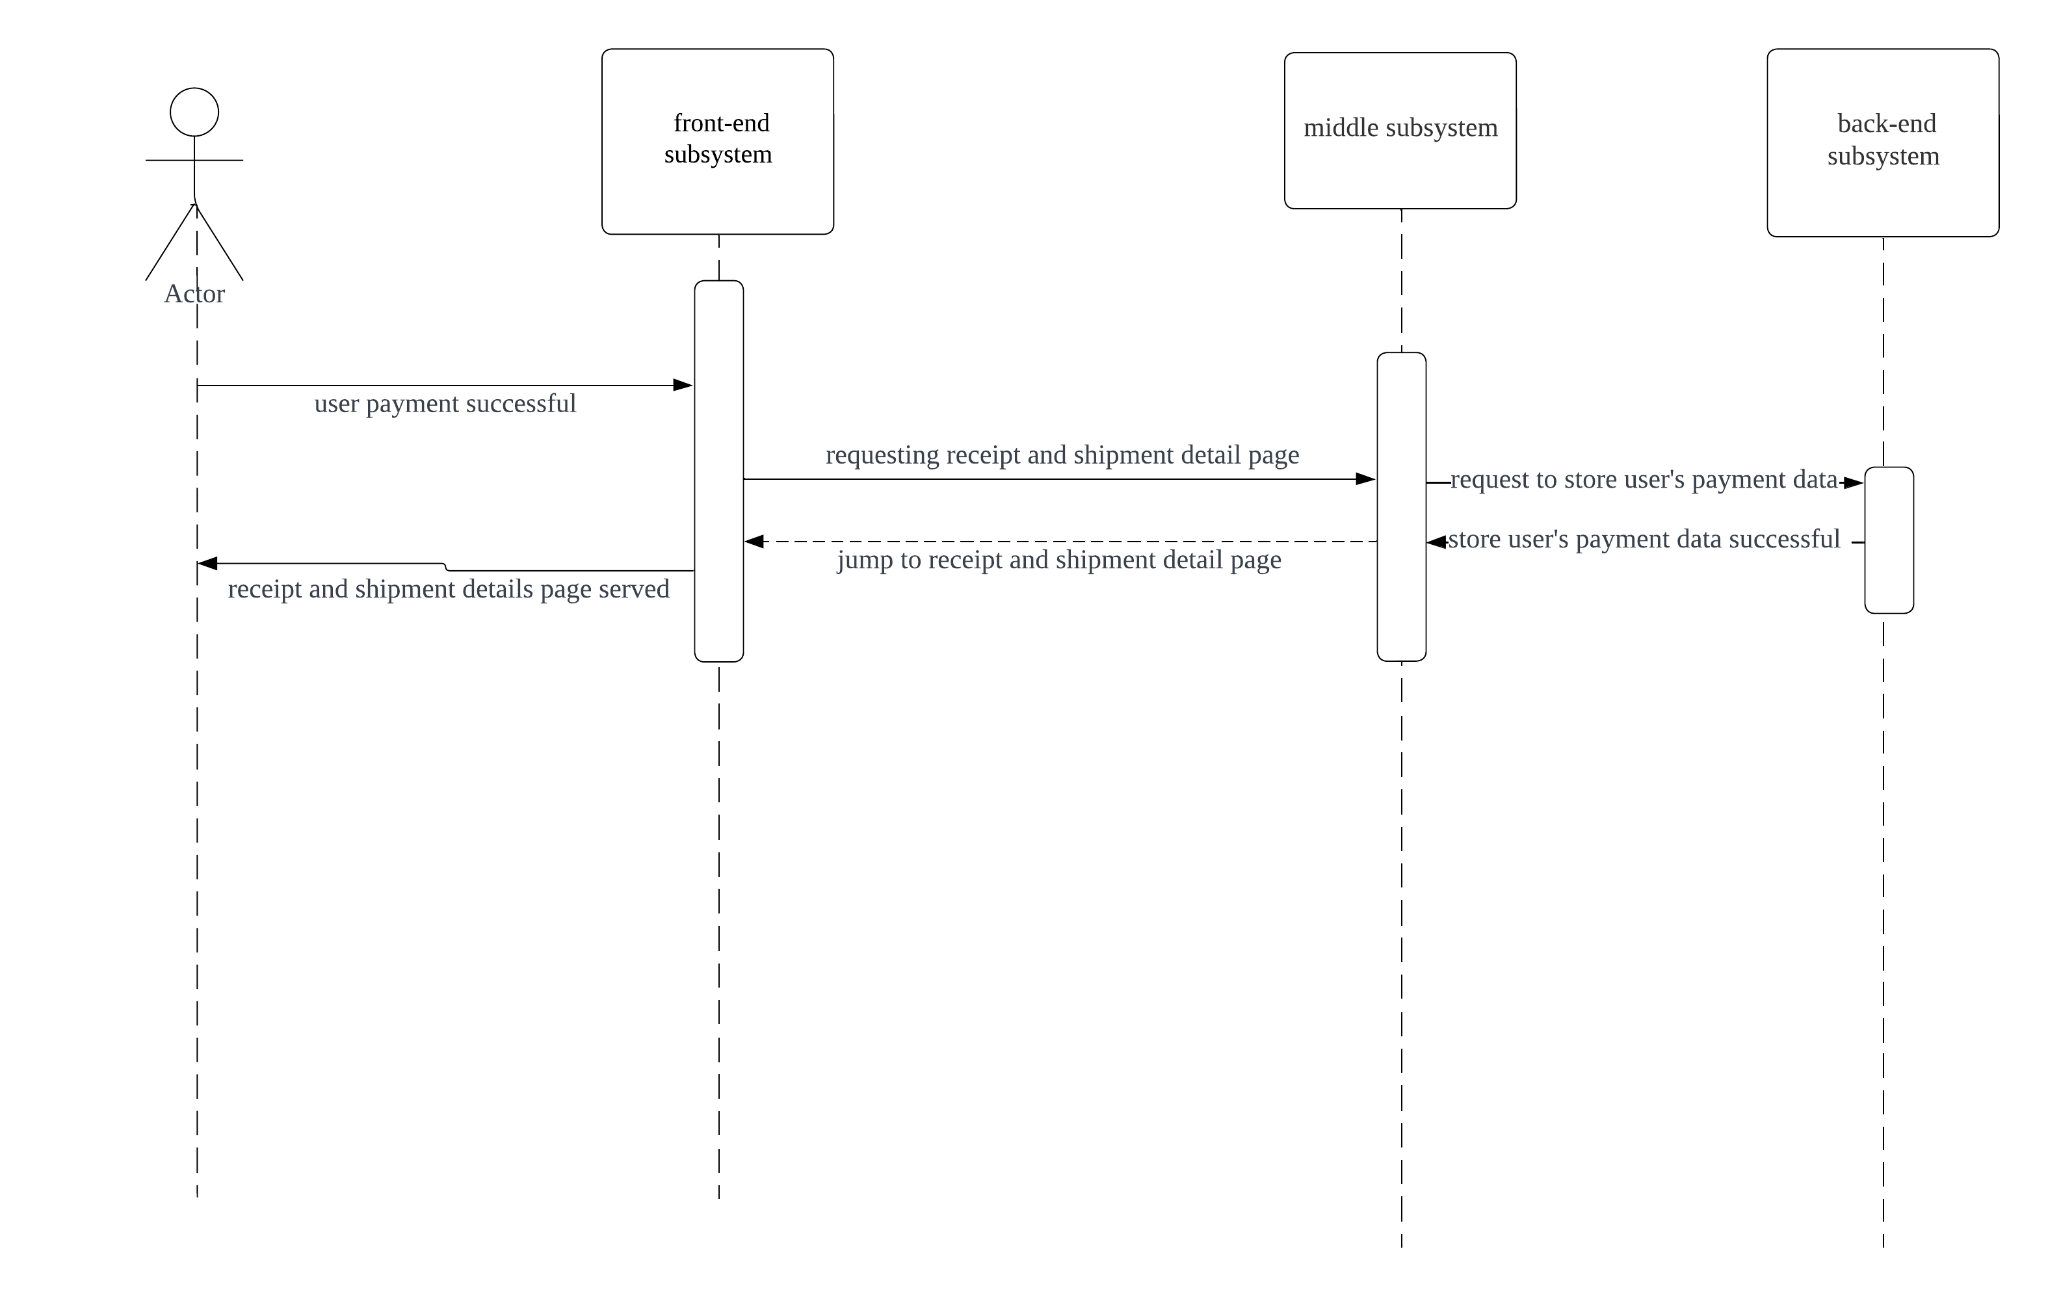 front-end
subsystem
middle subsystem
back-end
subsystem
Actor
user payment successful
requesting receipt and shipment detail page
request to store user's payment data
store user's payment data successful
jump to receipt and shipment detail page
receipt and shipment details page served